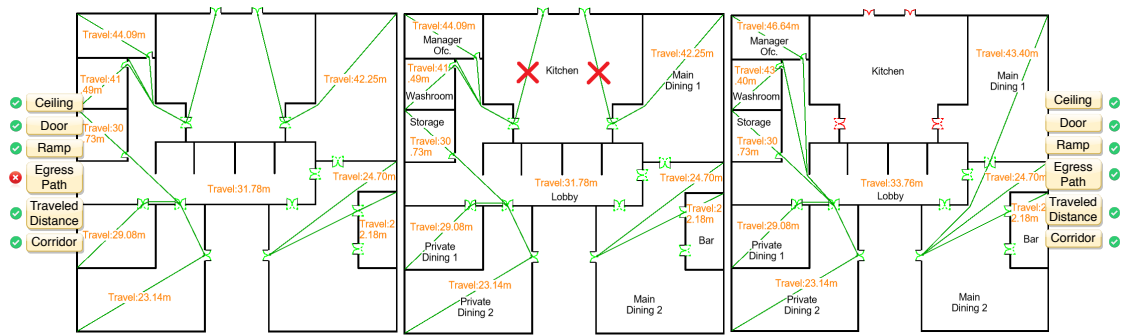 Ceiling
Door
Ramp
Egress
Path
Traveled
Distance
Corridor
Travel:44.09m
Travel:41
.49m
Travel:42.25m
Travel:30
.73m
Travel:31.78m
Travel:24.70m
Travel:2
2.18m
Travel:29.08m
Travel:23.14m
Travel:44.09m
Manager
Ofc.
Travel:41
.49m
Washroom
Kitchen
Travel:42.25m
Main
Dining 1
Storage
Travel:30
.73m
Travel:31.78m
Lobby
Travel:24.70m
Travel:2
2.18m
Bar
Travel:29.08m
Private
Dining 1
Travel:23.14m
Private
Dining 2
Main
Dining 2
Travel:46.64m
Manager
Ofc.
Travel:43
.40m
Washroom
Kitchen
Travel:43.40m
Main
Dining 1
Storage
Travel:30
.73m
Travel:33.76m
Lobby
Travel:24.70m
Travel:2
2.18m
Bar
Travel:29.08m
Private
Dining 1
Travel:23.14m
Private
Dining 2
Main
Dining 2
Ceiling
Door
Ramp
Egress
Path
Traveled
Distance
Corridor